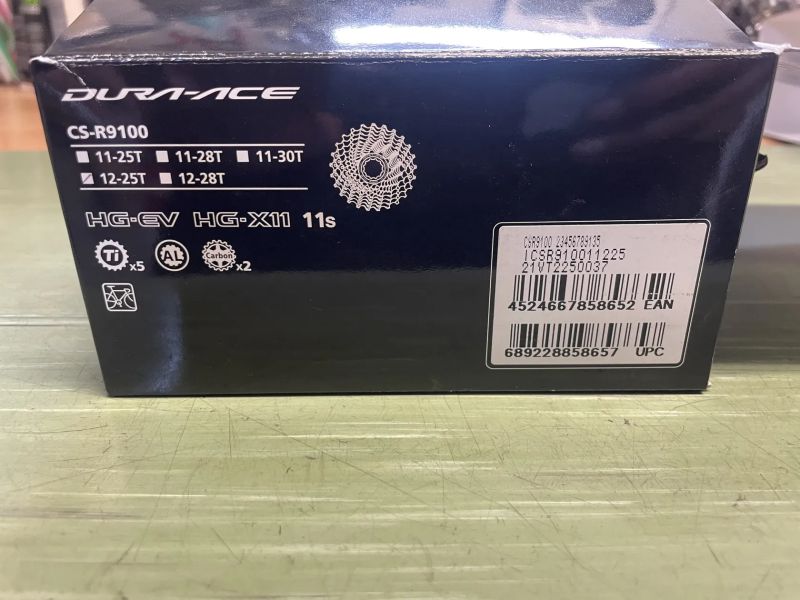 DURA-ACE
CS-R9100
11-25T 11-28T 11-30T
12-25T 12-28T
HG-EV HG-X11 11s
Ti x5 AL Carbon x2
CSR9100 23456789135
ICSR910011225
21VT2250037
4524667858652 EAN
689228858657 UPC